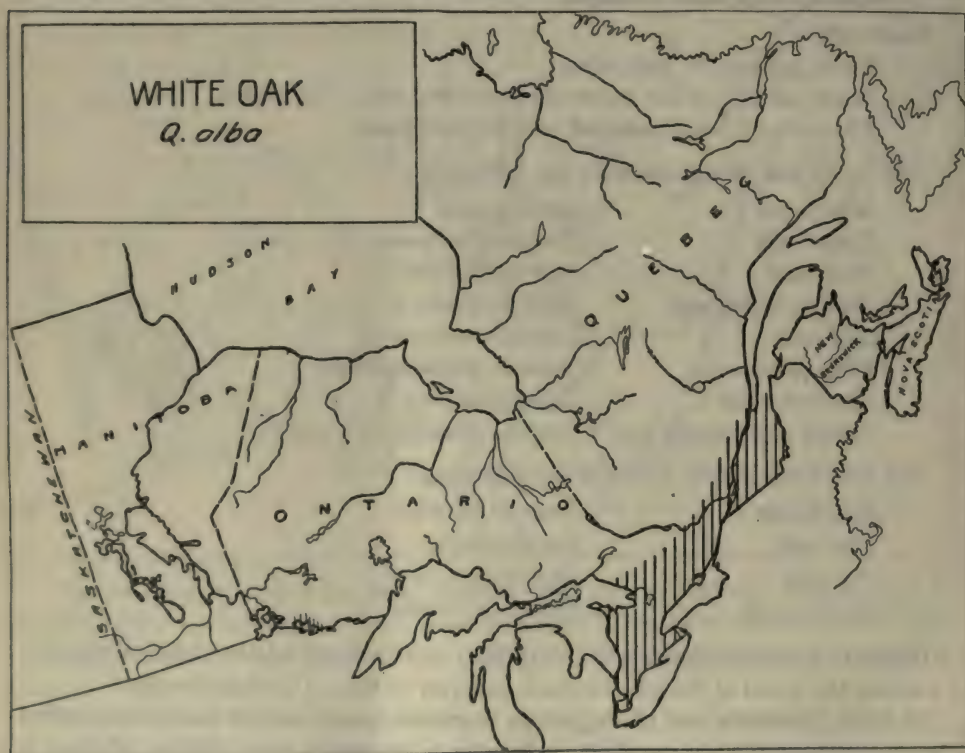 WHITE OAK
Q. alba
HUDSON
BAY
QUEBEC
NEW
BRUNSWICK
NOVA SCOTIA
MANITOBA
SASKATCHEWAN
ONTARIO